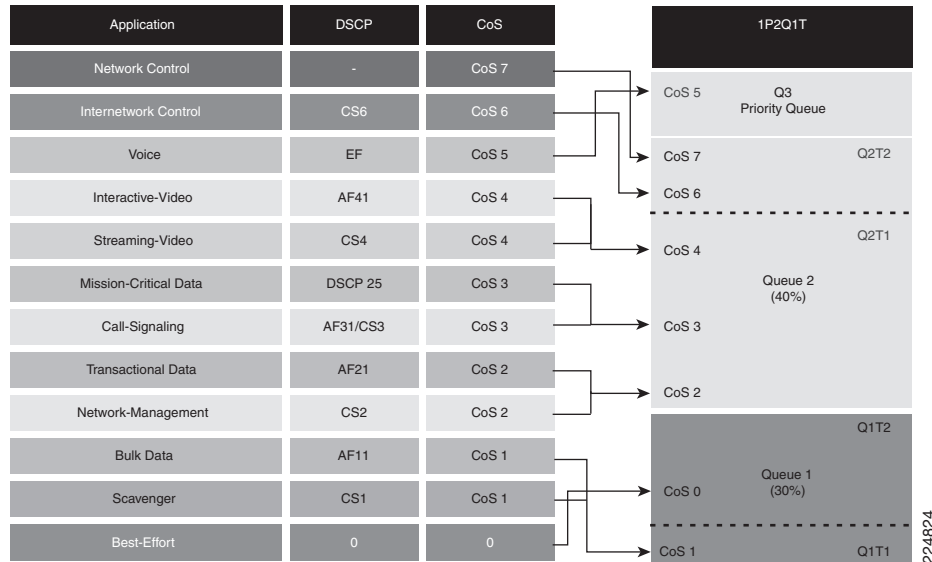 Application DSCP CoS 1P2Q1T
Network Control - CoS 7
Internetwork Control CS6 CoS 6
Voice EF CoS 5
Interactive-Video AF41 CoS 4
Streaming-Video CS4 CoS 4
Mission-Critical Data DSCP 25 CoS 3
Call-Signaling AF31/CS3 CoS 3
Transactional Data AF21 CoS 2
Network-Management CS2 CoS 2
Bulk Data AF11 CoS 1
Scavenger CS1 CoS 1
Best-Effort 0 0
CoS 5 Q3
Priority Queue
CoS 7 Q2T2
CoS 6
Q2T1
CoS 4
Queue 2
(40%)
CoS 3
CoS 2
Q1T2
Queue 1
CoS 0 (30%)
CoS 1 Q1T1
224824